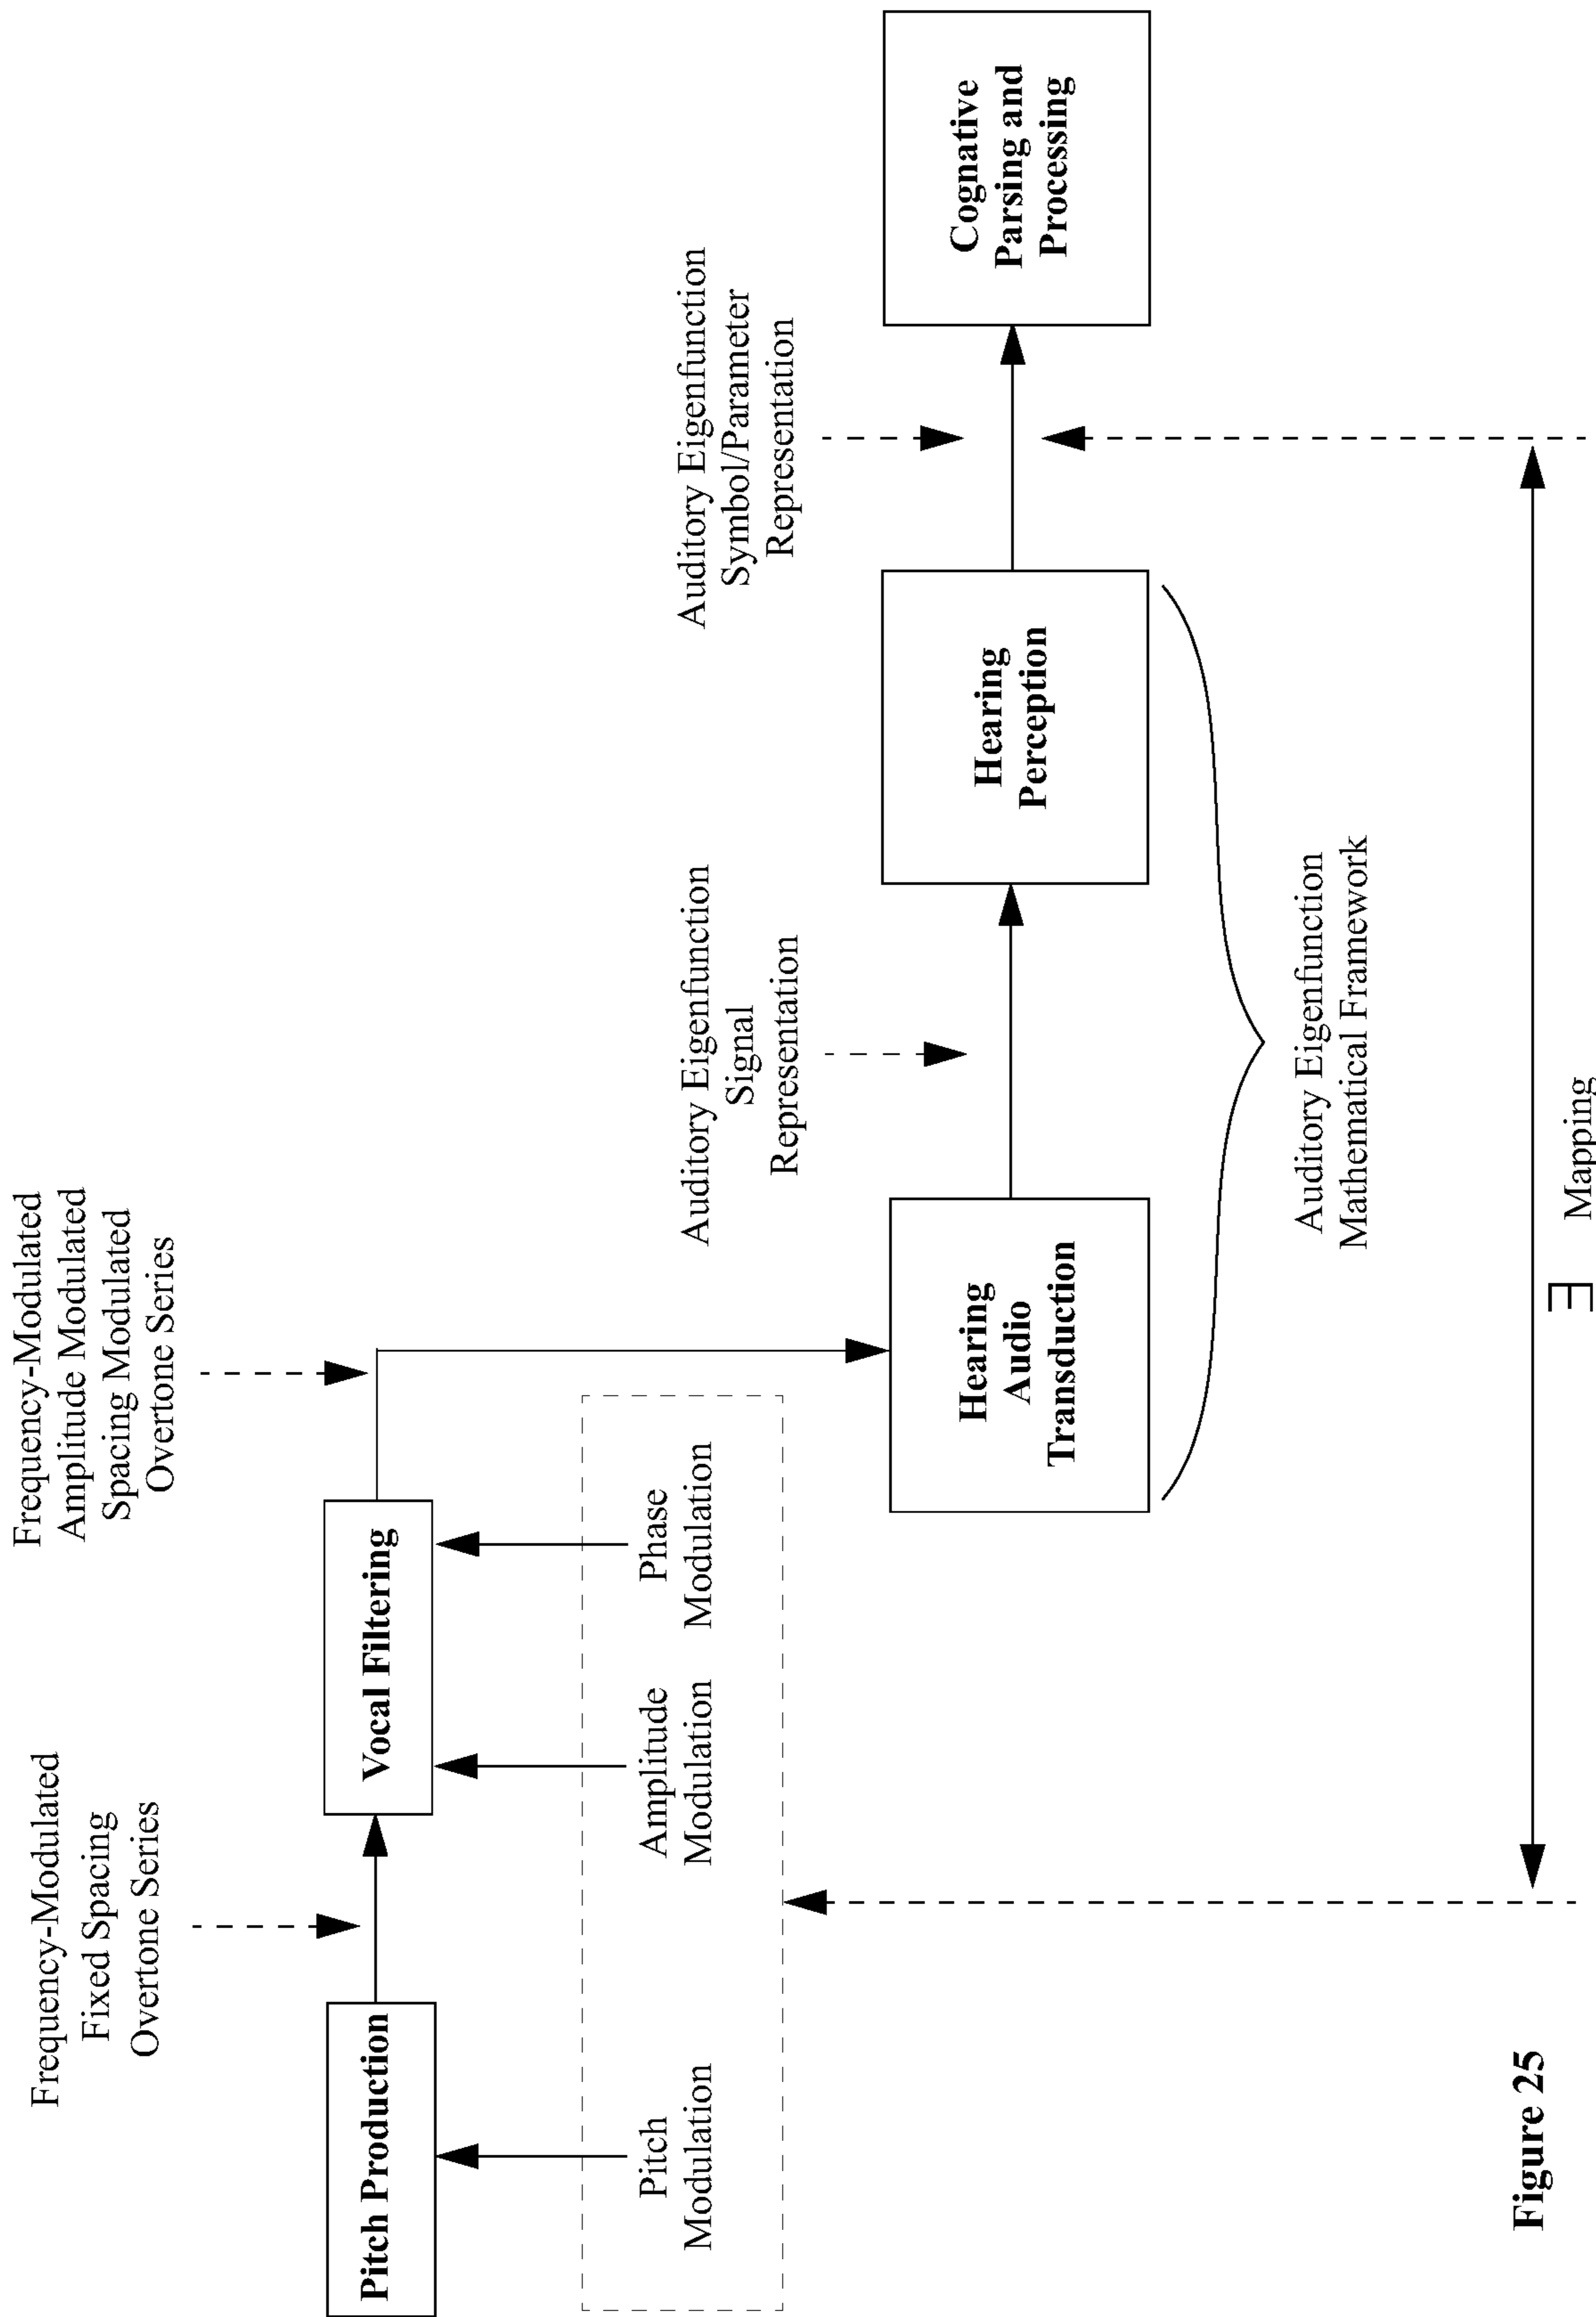 Frequency-Modulated
Fixed Spacing
Overtone Series
Frequency-Modulated
Amplitude Modulated
Spacing Modulated
Overtone Series
Pitch Production
Vocal Filtering
Pitch
Modulation
Amplitude
Modulation
Phase
Modulation
Auditory Eigenfunction
Signal
Representation
Auditory Eigenfunction
Symbol/Parameter
Representation
Hearing
Audio
Transduction
Hearing
Perception
Cognative
Parsing and
Processing
Auditory Eigenfunction
Mathematical Framework
∃ Mapping
Figure 25